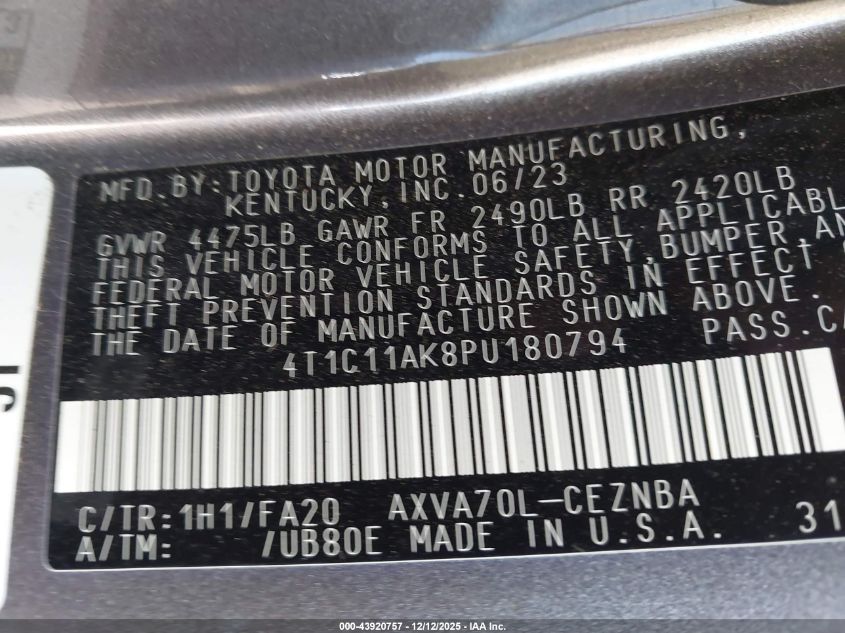 MFD. BY: TOYOTA MOTOR MANUFACTURING,
KENTUCKY, INC. 06/23
GVWR 4475LB GAWR FR 2490LB RR 2420LB
THIS VEHICLE CONFORMS TO ALL APPLICABL
FEDERAL MOTOR VEHICLE SAFETY, BUMPER, AN
THEFT PREVENTION STANDARDS IN EFFECT
THE DATE OF MANUFACTURE SHOWN ABOVE.
4T1C11AK8PU180794 PASS.CA
C/TR: 1H1/FA20 AXVA70L-CEZNBA
A/TM: /UB80E MADE IN U.S.A. 31
000-43920757 - 12/12/2025 - IAA Inc.